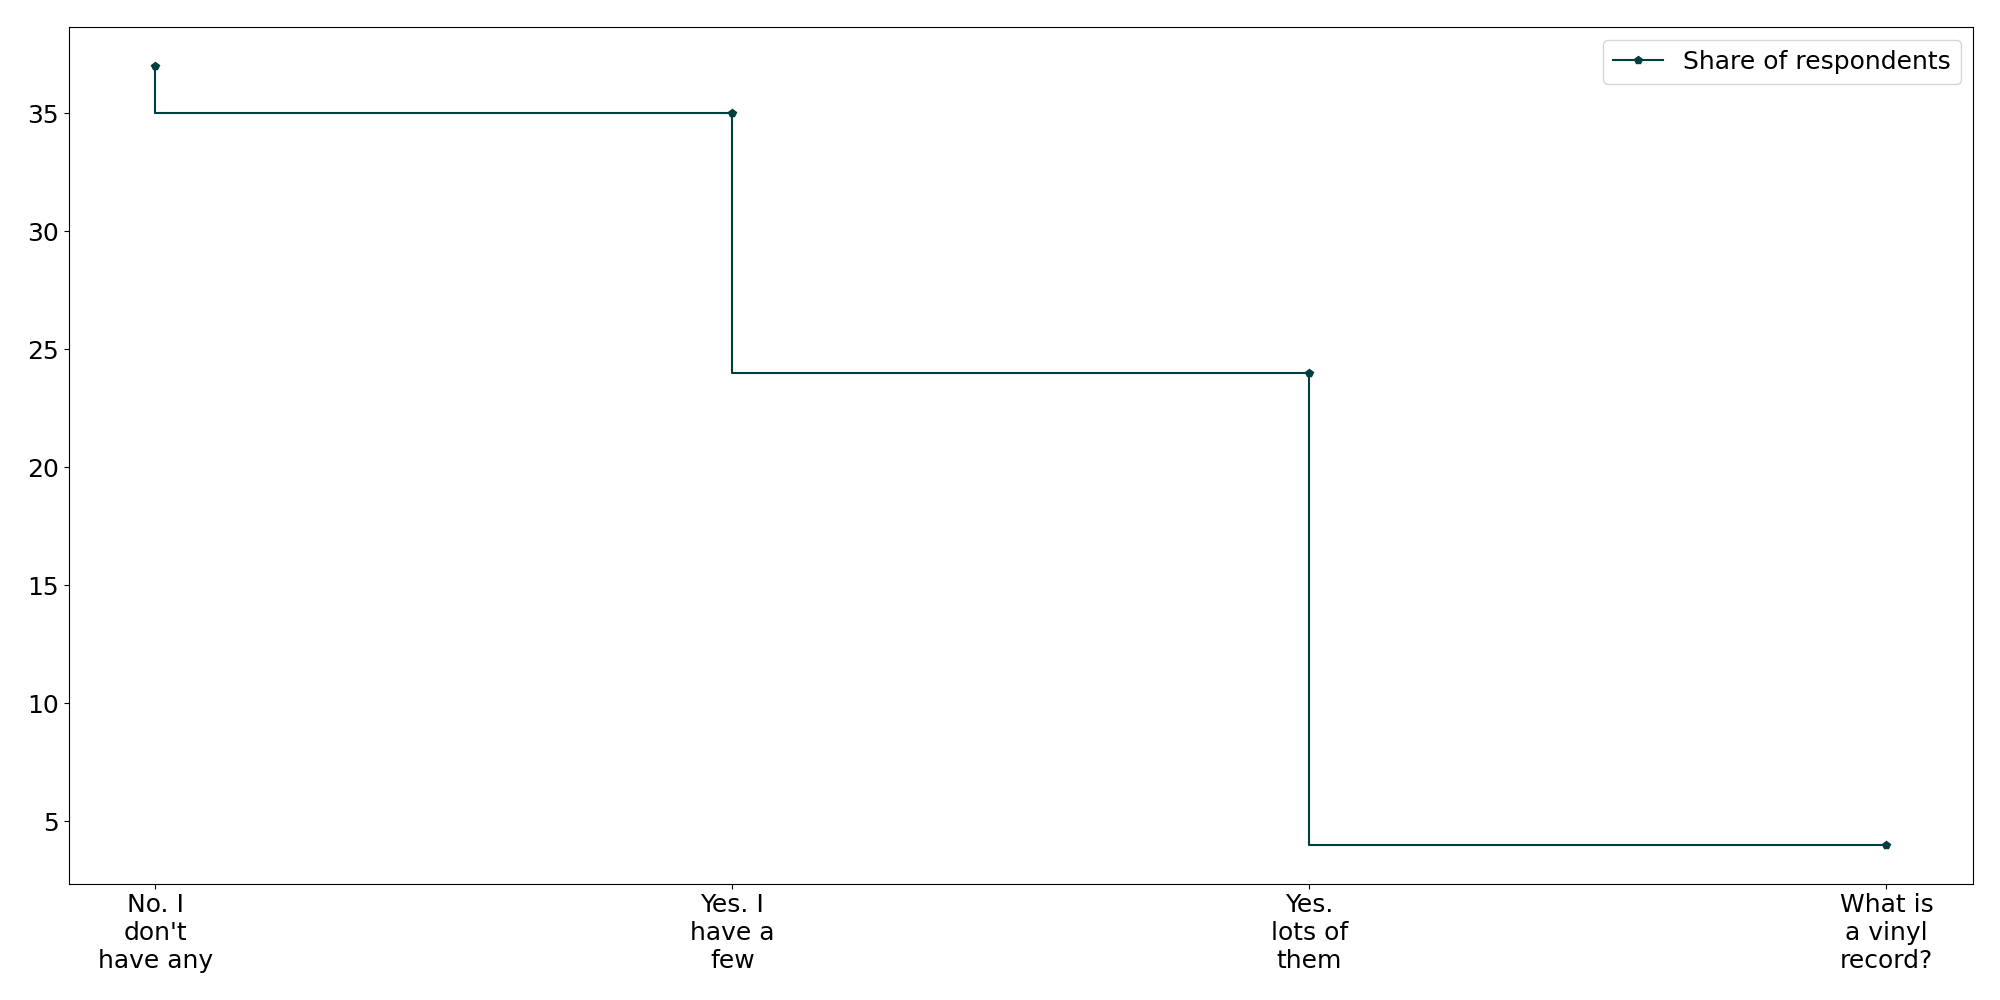 Share of respondents
35
30
25
20
15
10
5
No. I
don't
have any
Yes. I
have a
few
Yes.
lots of
them
What is
a vinyl
record?